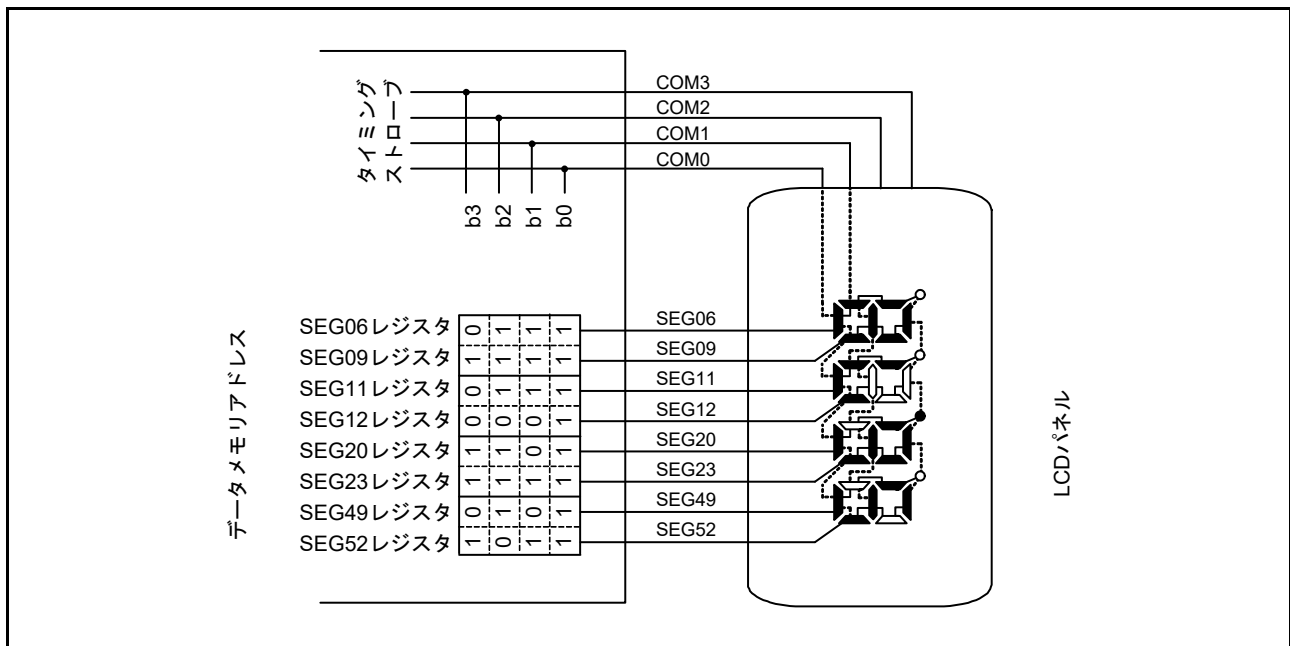 タイミング
ストローブ
COM3
COM2
COM1
COM0
b3
b2
b1
b0
データメモリアドレス
SEG06レジスタ 0 1 1 1 SEG06
SEG09レジスタ 1 1 1 1 SEG09
SEG11レジスタ 0 1 1 1 SEG11
SEG12レジスタ 0 0 0 1 SEG12
SEG20レジスタ 1 1 0 1 SEG20
SEG23レジスタ 1 1 1 1 SEG23
SEG49レジスタ 0 1 0 1 SEG49
SEG52レジスタ 1 0 1 1 SEG52
LCDパネル